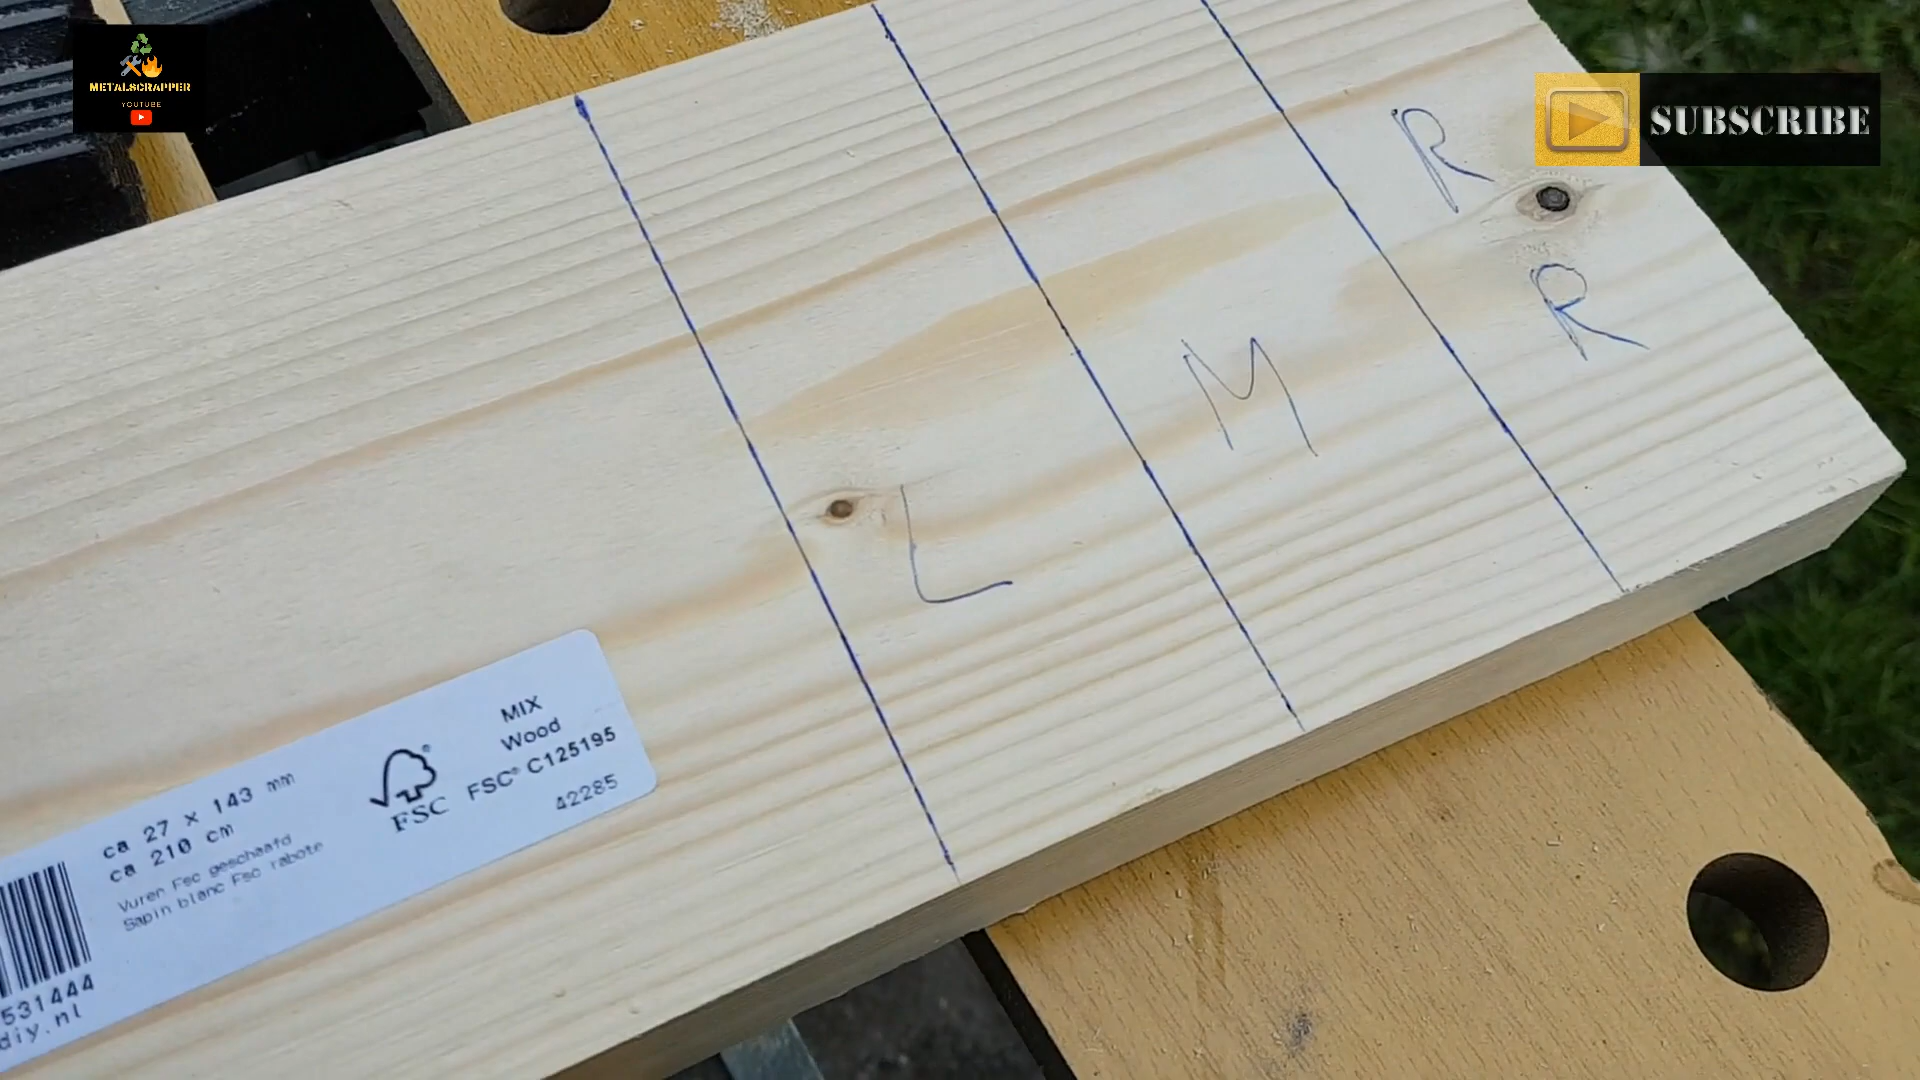 METALSCRAPPER
YOUTUBE
SUBSCRIBE
R
R
M
L
MIX
Wood
FSC® C125195
42285
FSC
ca 27 x 143 mm
ca 210 cm
Vuren Fsc geschaafd
Sapin blanc Fsc rabote
531444
diy.nl